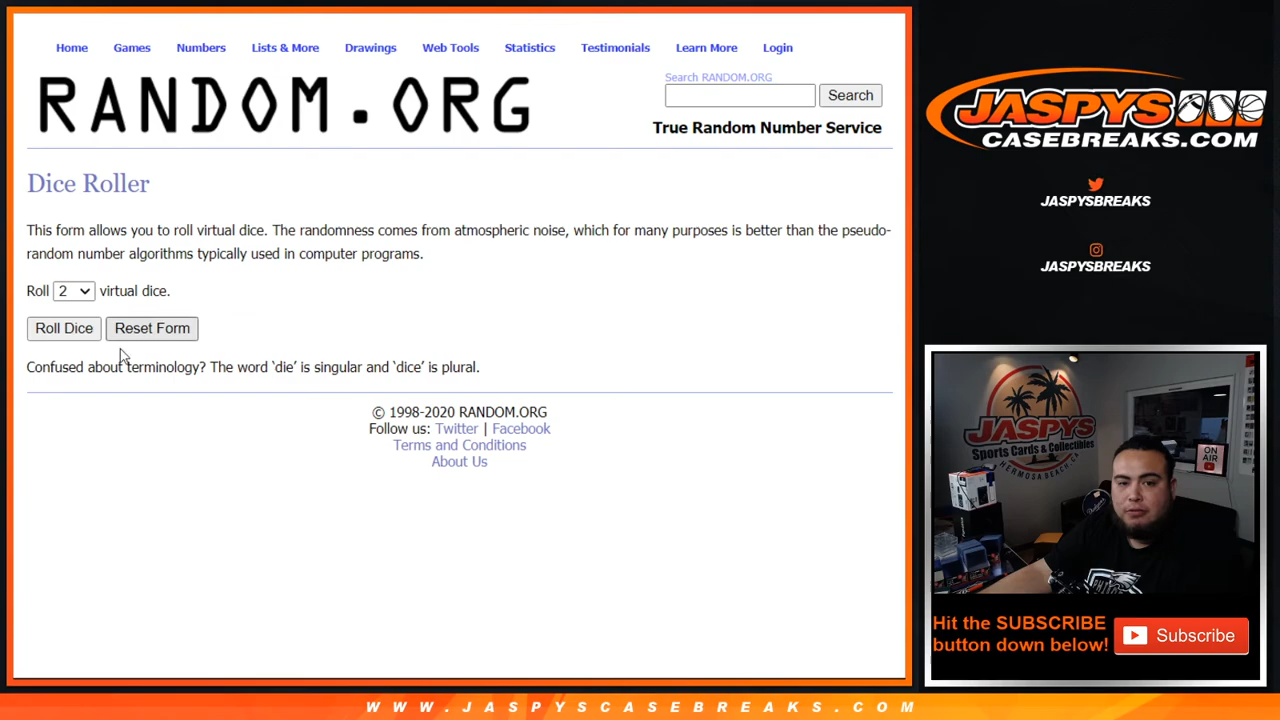 Home Games Numbers Lists & More Drawings Web Tools Statistics Testimonials Learn More Login
RANDOM.ORG
Search RANDOM.ORG
Search
True Random Number Service
Dice Roller
This form allows you to roll virtual dice. The randomness comes from atmospheric noise, which for many purposes is better than the pseudo-
random number algorithms typically used in computer programs.
Roll 2 virtual dice.
Roll Dice Reset Form
Confused about terminology? The word ‘die’ is singular and ‘dice’ is plural.
© 1998-2020 RANDOM.ORG
Follow us: Twitter | Facebook
Terms and Conditions
About Us
JASPYS
CASEBREAKS.COM
JASPYSBREAKS
JASPYSBREAKS
JASPYS
Sports Cards & Collectibles
HERMOSA BEACH, CA
ON
AIR
Hit the SUBSCRIBE
button down below!
Subscribe
WWW.JASPYSCASEBREAKS.COM